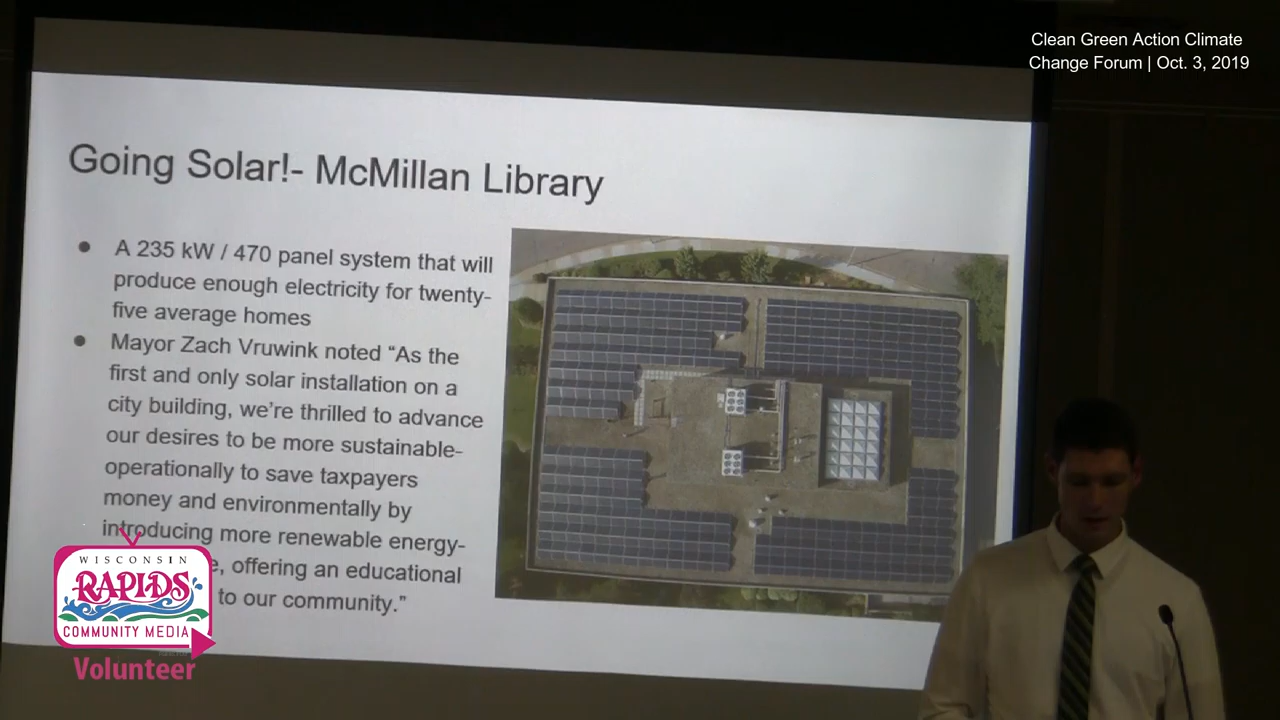 Clean Green Action Climate
Change Forum | Oct. 3, 2019
Going Solar!- McMillan Library
● A 235 kW / 470 panel system that will
produce enough electricity for twenty-
five average homes
● Mayor Zach Vruwink noted “As the
first and only solar installation on a
city building, we’re thrilled to advance
our desires to be more sustainable-
operationally to save taxpayers
money and environmentally by
introducing more renewable energy-
offering an educational
to our community.”
WISCONSIN
RAPIDS
COMMUNITY MEDIA
Volunteer